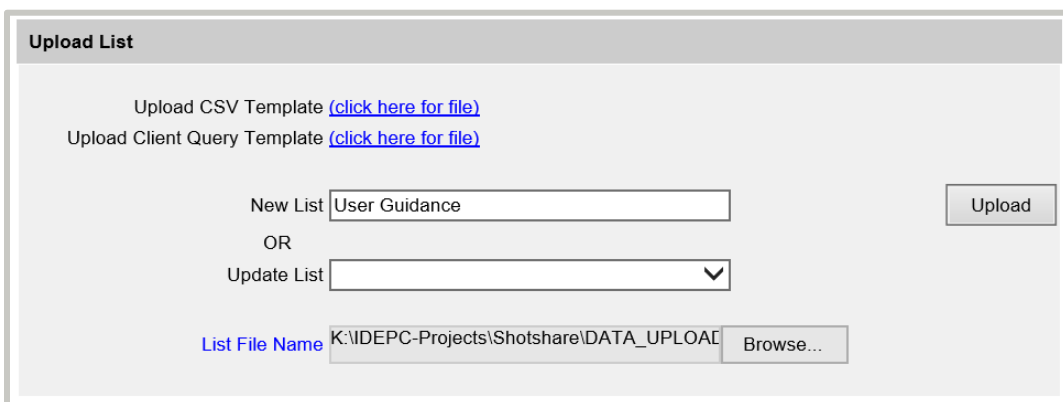 Upload List
Upload CSV Template (click here for file)
Upload Client Query Template (click here for file)
New List User Guidance Upload
OR
Update List
List File Name K:\IDEPC-Projects\Shotshare\DATA_UPLOAD Browse...